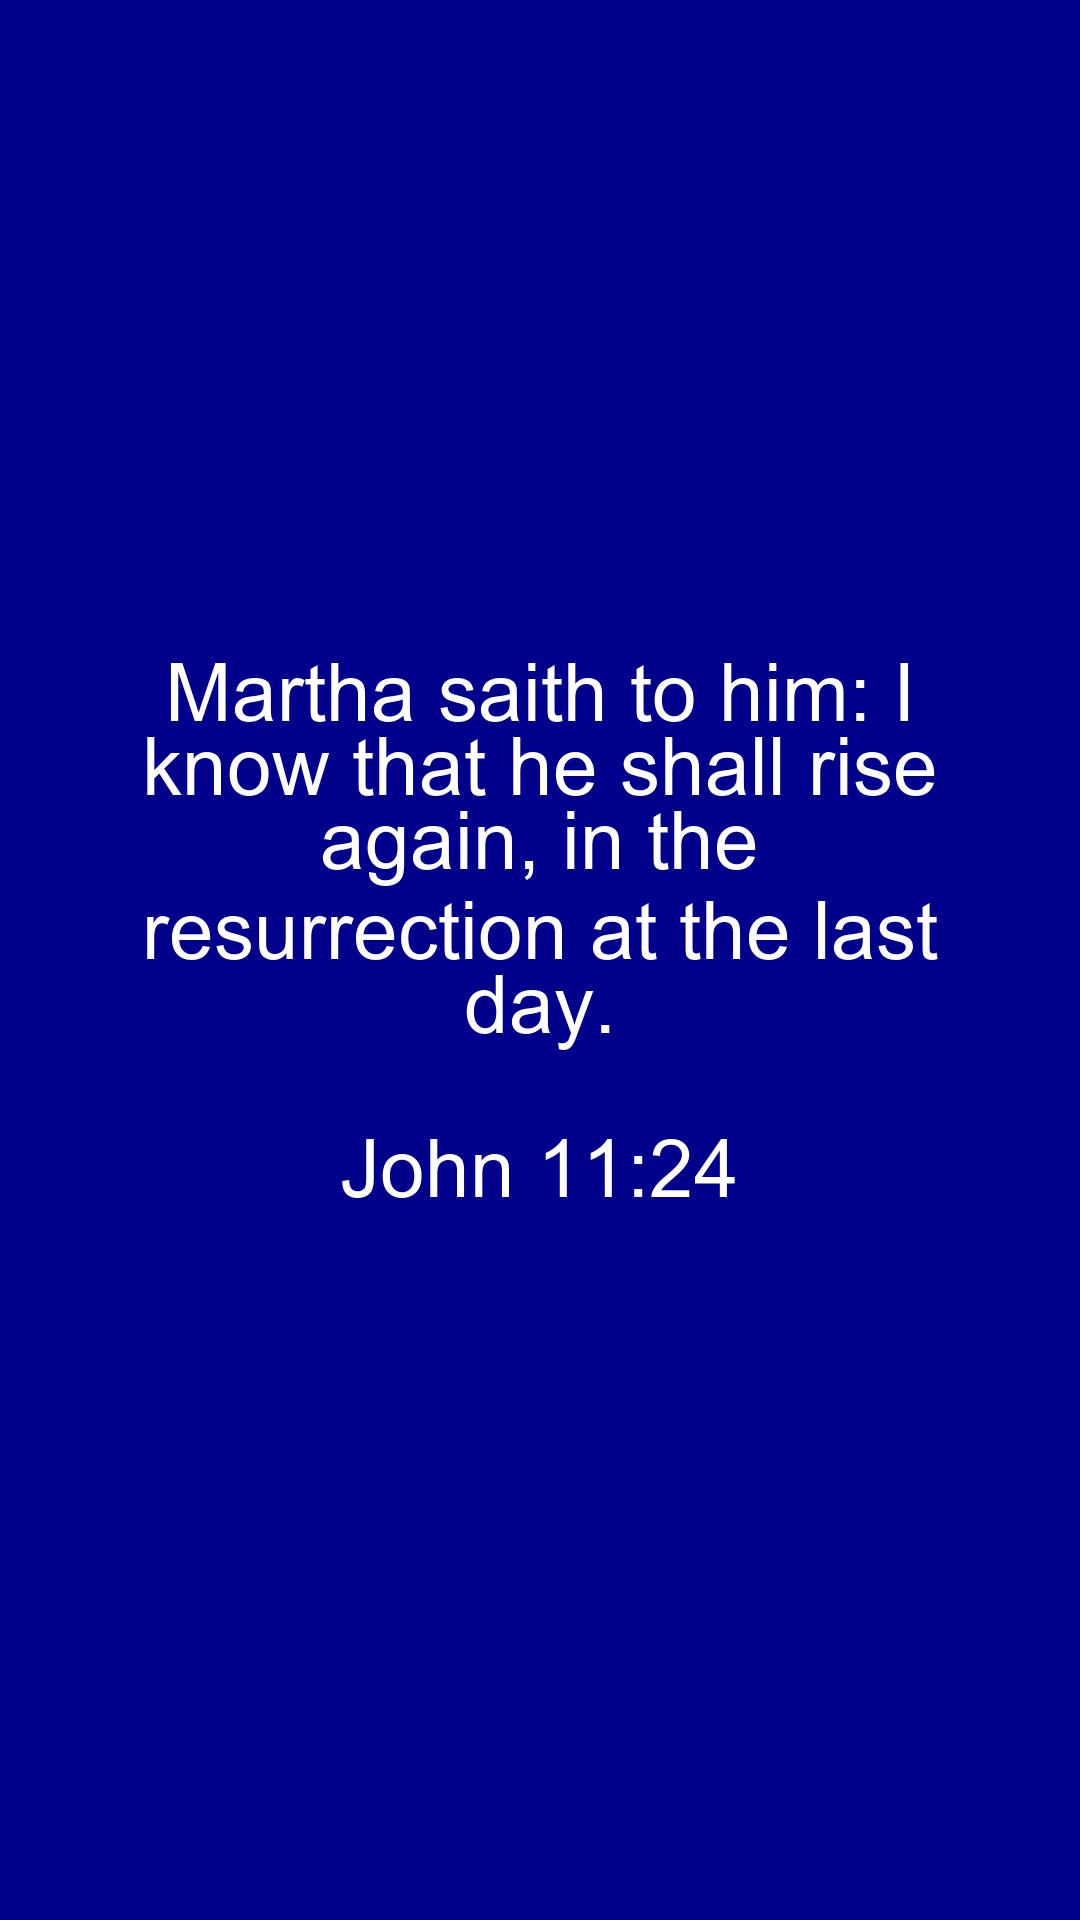 Martha saith to him: I
know that he shall rise
again, in the
resurrection at the last
day.
John 11:24